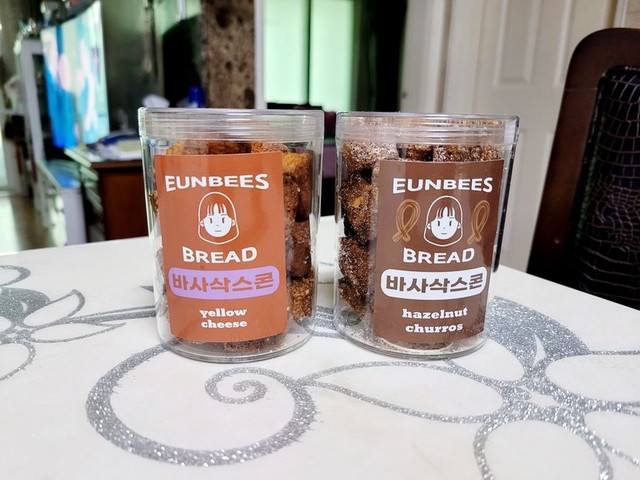 EUNBEES
BREAD
바사삭스콘
yellow
cheese
EUNBEES
BREAD
바사삭스콘
hazelnut
churros